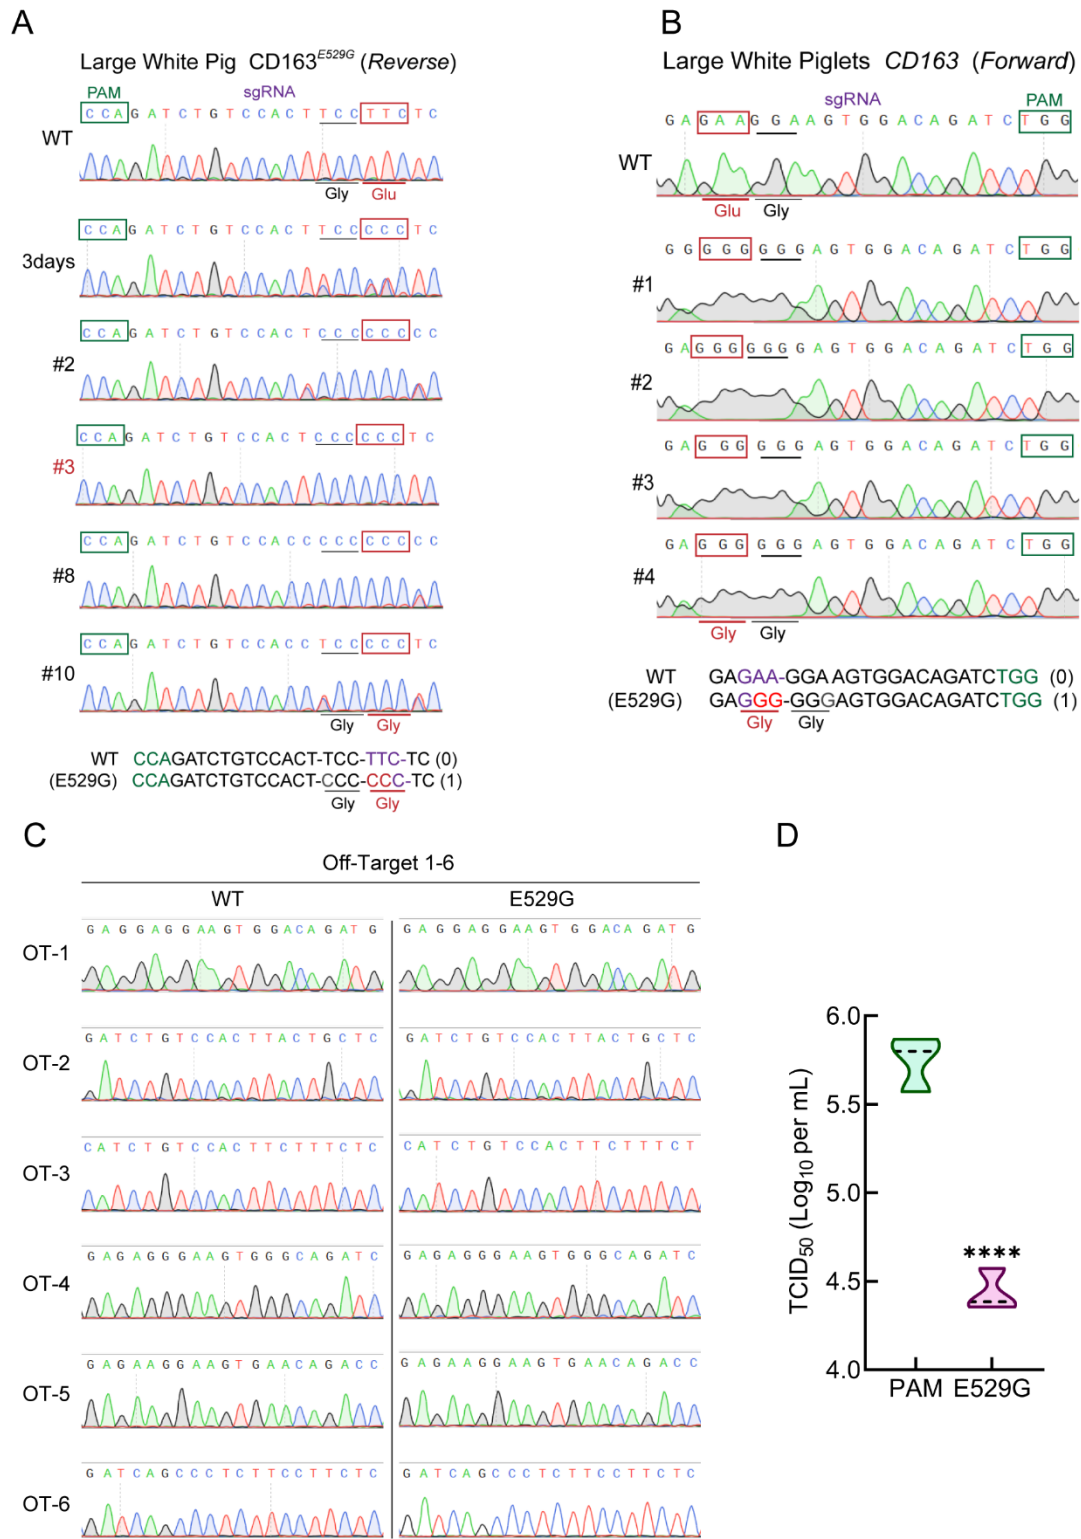 A
Large White Pig CD163E529G (Reverse)
PAM sgRNA
C C A G A T C T G T C C A C T T C C T T C T C
WT
Gly Glu
C C A G A T C T G T C C A C T T C C C C C T C
3days
C C A G A T C T G T C C A C T C C C C C C C C
#2
C C A G A T C T G T C C A C T C C C C C C T C
#3
C C A G A T C T G T C C A C C C C C C C C C C
#8
C C A G A T C T G T C C A C C T C C C C C T C
#10
Gly Gly
WT CCAGATCTGTCCACT-TCC-TTC-TC (0)
(E529G) CCAGATCTGTCCACT-CCC-CCC-TC (1)
Gly Gly
B
Large White Piglets CD163 (Forward)
sgRNA PAM
G A G A A G G A A G T G G A C A G A T C T G G
WT
Glu Gly
G G G G G G G G A G T G G A C A G A T C T G G
#1
G A G G G G G G G A G T G G A C A G A T C T G G
#2
G A G G G G G G A G T G G A C A G A T C T G G
#3
G A G G G G G G A G T G G A C A G A T C T G G
#4
Gly Gly
WT GAGAA-GGAAGTGGACAGATCTGG (0)
(E529G) GAGGG-GGGAGTGGACAGATCTGG (1)
Gly Gly
C
Off-Target 1-6
WT E529G
OT-1
G A G G A G G A A G T G G A C A G A T G
G A G G A G G A A G T G G A C A G A T G
OT-2
G A T C T G T C C A C T T A C T G C T C
G A T C T G T C C A C T T A C T G C T C
OT-3
C A T C T G T C C A C T T C T T T C T C
C A T C T G T C C A C T T C T T T C T
OT-4
G A G A G G G A A G T G G G C A G A T C
G A G A G G G A A G T G G G C A G A T C
OT-5
G A G A A G G A A G T G A A C A G A C C
G A G A A G G A A G T G A A C A G A C C
OT-6
G A T C A G C C C T C T T C C T T C T C
G A T C A G C C C T C T T C C T T C T C
D
TCID50 (Log10 per mL)
6.0
5.5
5.0
4.5
4.0
****
PAM E529G